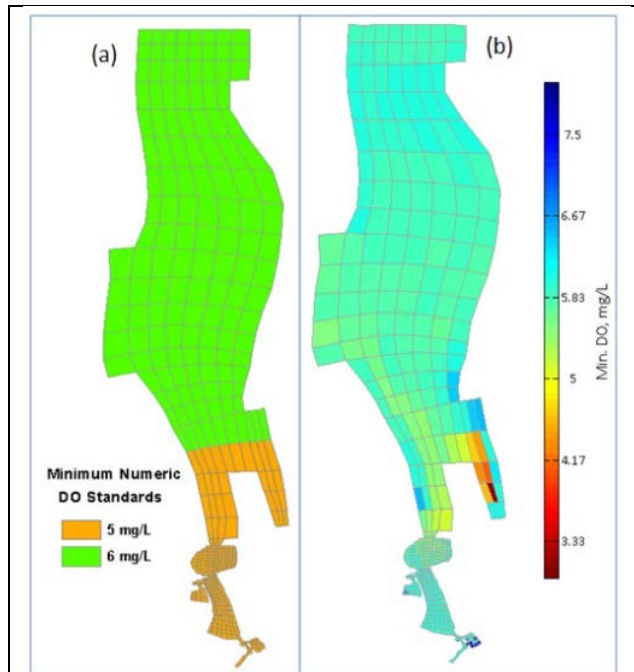 (a)
Minimum Numeric
DO Standards
5 mg/L
6 mg/L
(b)
7.5
6.67
5.83
5
4.17
3.33
Min. DO, mg/L